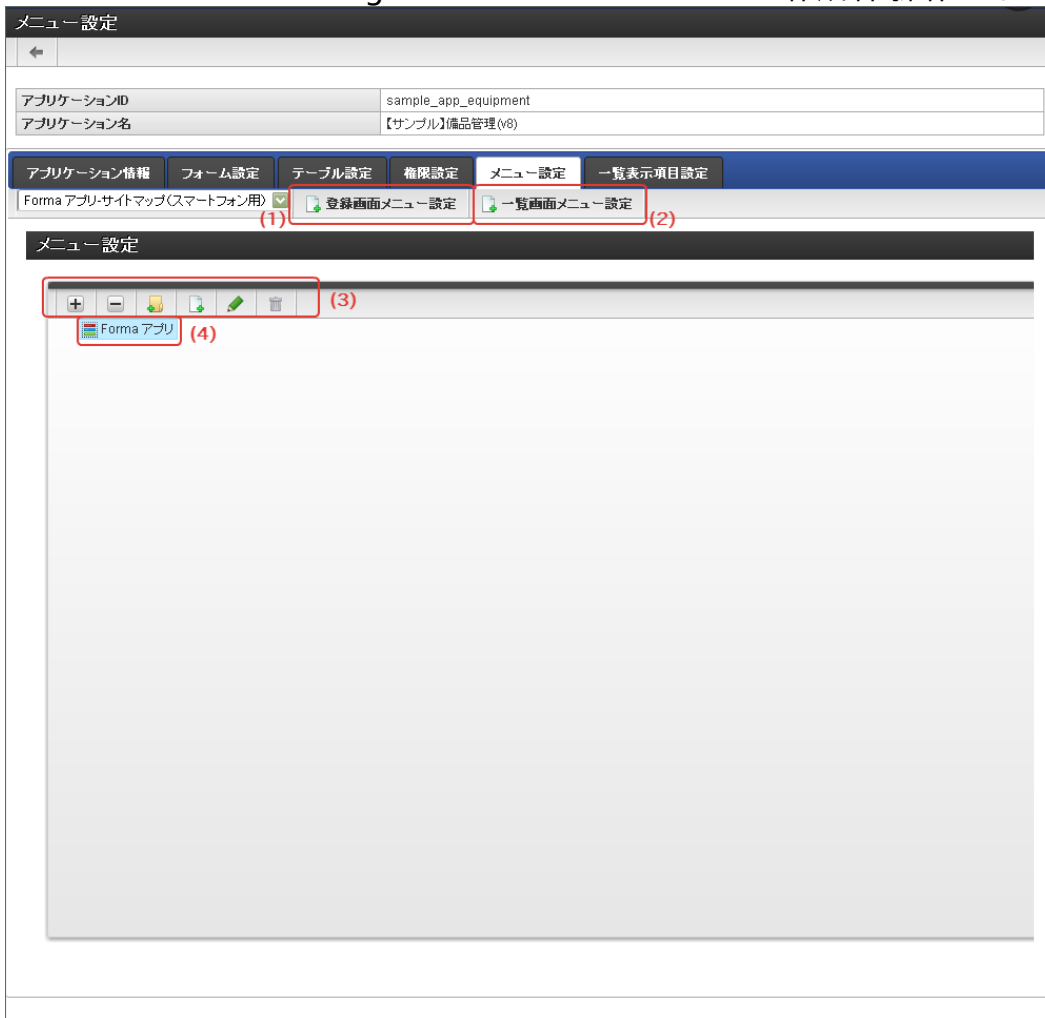 メニュー設定
アプリケーションID sample_app_equipment
アプリケーション名 【サンプル】備品管理(v8)
アプリケーション情報 フォーム設定 テーブル設定 権限設定 メニュー設定 一覧表示項目設定
Forma アプリ-サイトマップ(スマートフォン用) 登録画面メニュー設定 一覧画面メニュー設定
(1) (2)
メニュー設定
(3)
Forma アプリ (4)